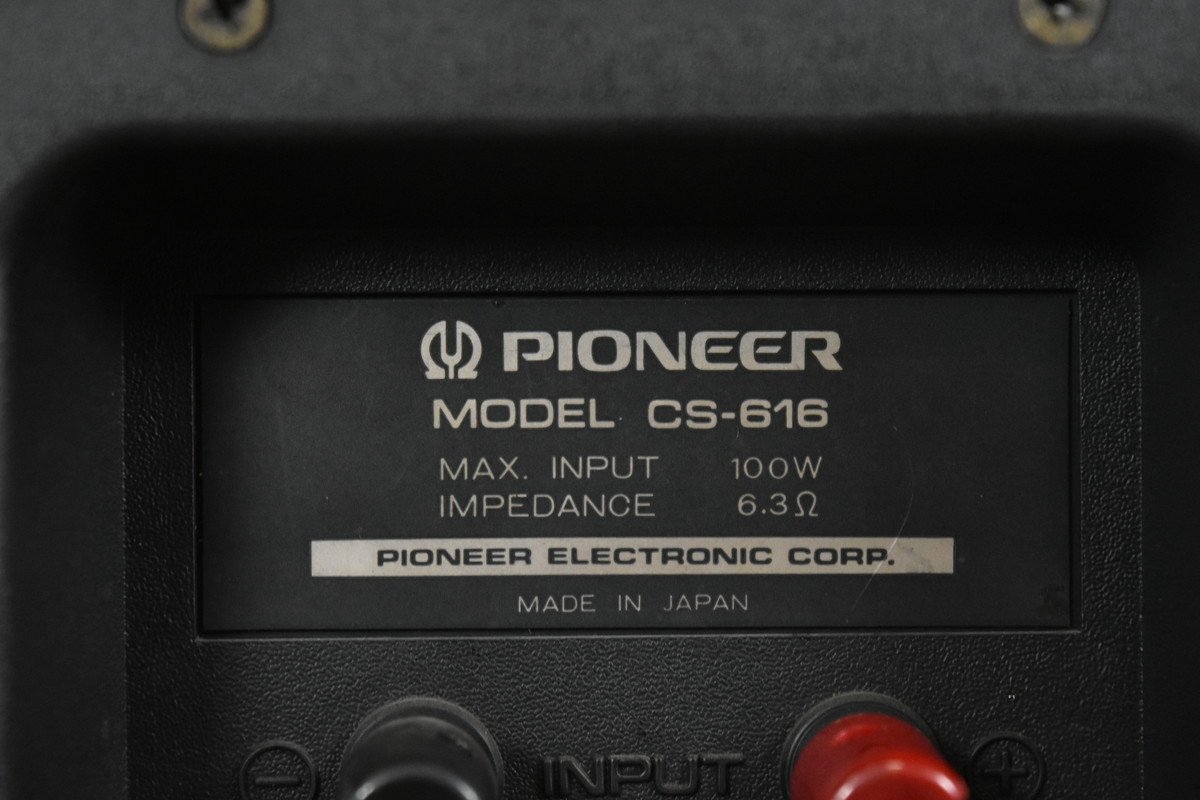 PIONEER
MODEL CS-616
MAX. INPUT 100W
IMPEDANCE 6.3Ω
PIONEER ELECTRONIC CORP.
MADE IN JAPAN
⊖ INPUT ⊕